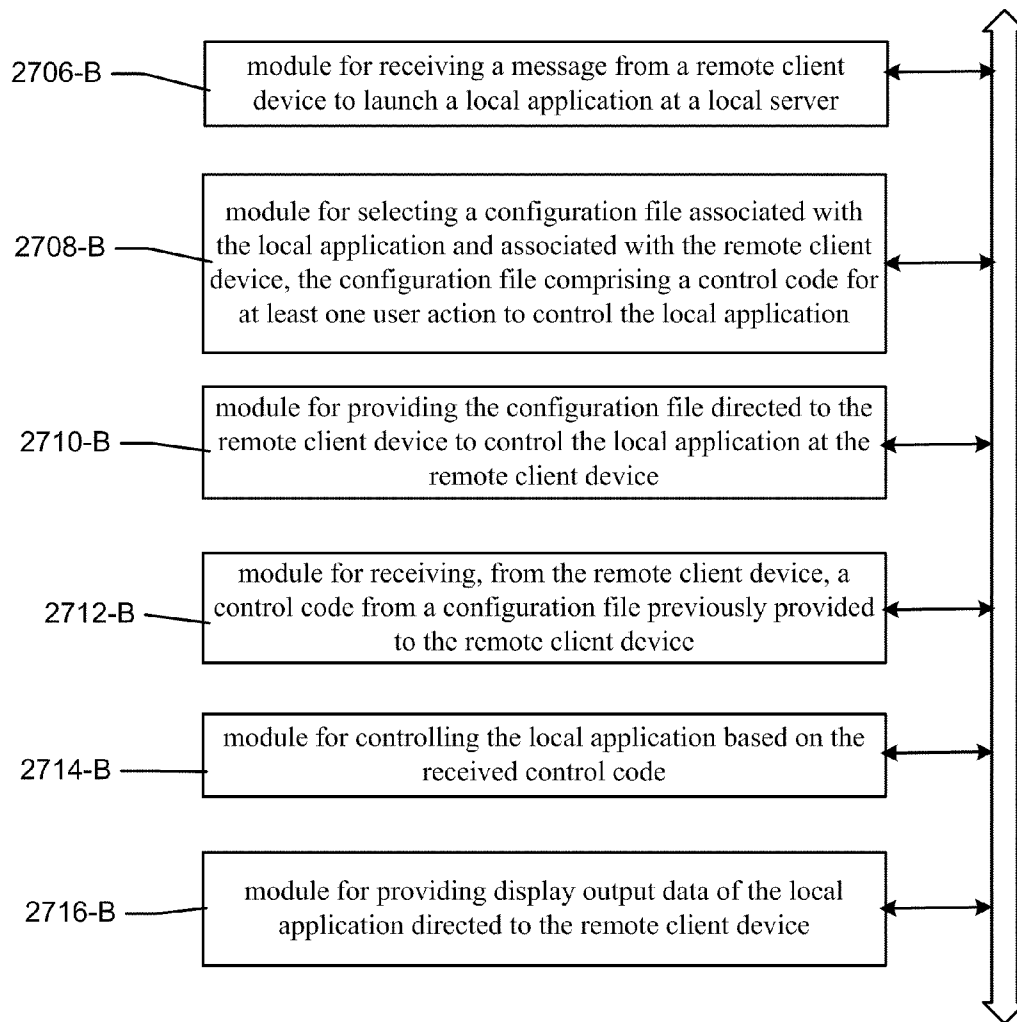 2706-B
module for receiving a message from a remote client
device to launch a local application at a local server
2708-B
module for selecting a configuration file associated with
the local application and associated with the remote client
device, the configuration file comprising a control code for
at least one user action to control the local application
2710-B
module for providing the configuration file directed to the
remote client device to control the local application at the
remote client device
2712-B
module for receiving, from the remote client device, a
control code from a configuration file previously provided
to the remote client device
2714-B
module for controlling the local application based on the
received control code
2716-B
module for providing display output data of the local
application directed to the remote client device